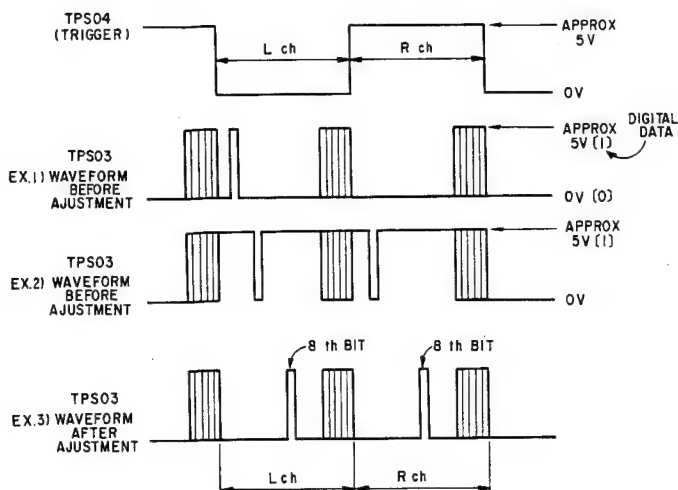 TPS04
(TRIGGER)
L ch
R ch
APPROX
5V
0V
TPS03
EX.1) WAVEFORM
BEFORE
AJUSTMENT
APPROX
5V(1)
DIGITAL
DATA
0V(0)
TPS03
EX.2) WAVEFORM
BEFORE
AJUSTMENT
APPROX
5V(1)
0V
8 th BIT
8 th BIT
TPS03
EX.3) WAVEFORM
AFTER
AJUSTMENT
L ch
R ch